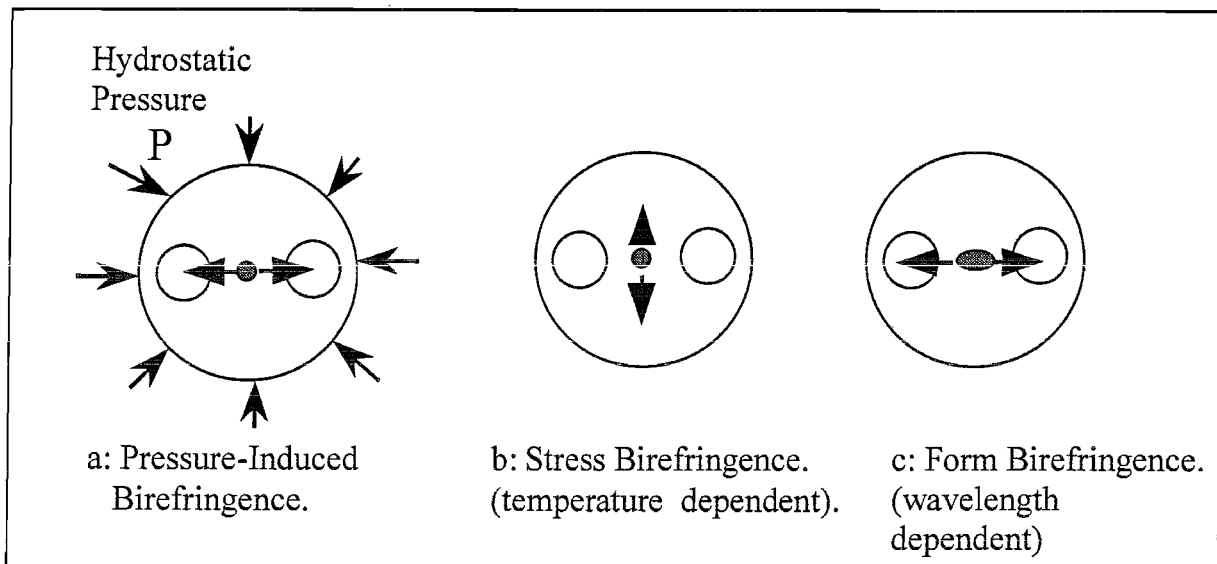 Hydrostatic
Pressure
P
a: Pressure-Induced
Birefringence.
b: Stress Birefringence.
(temperature dependent).
c: Form Birefringence.
(wavelength
dependent)